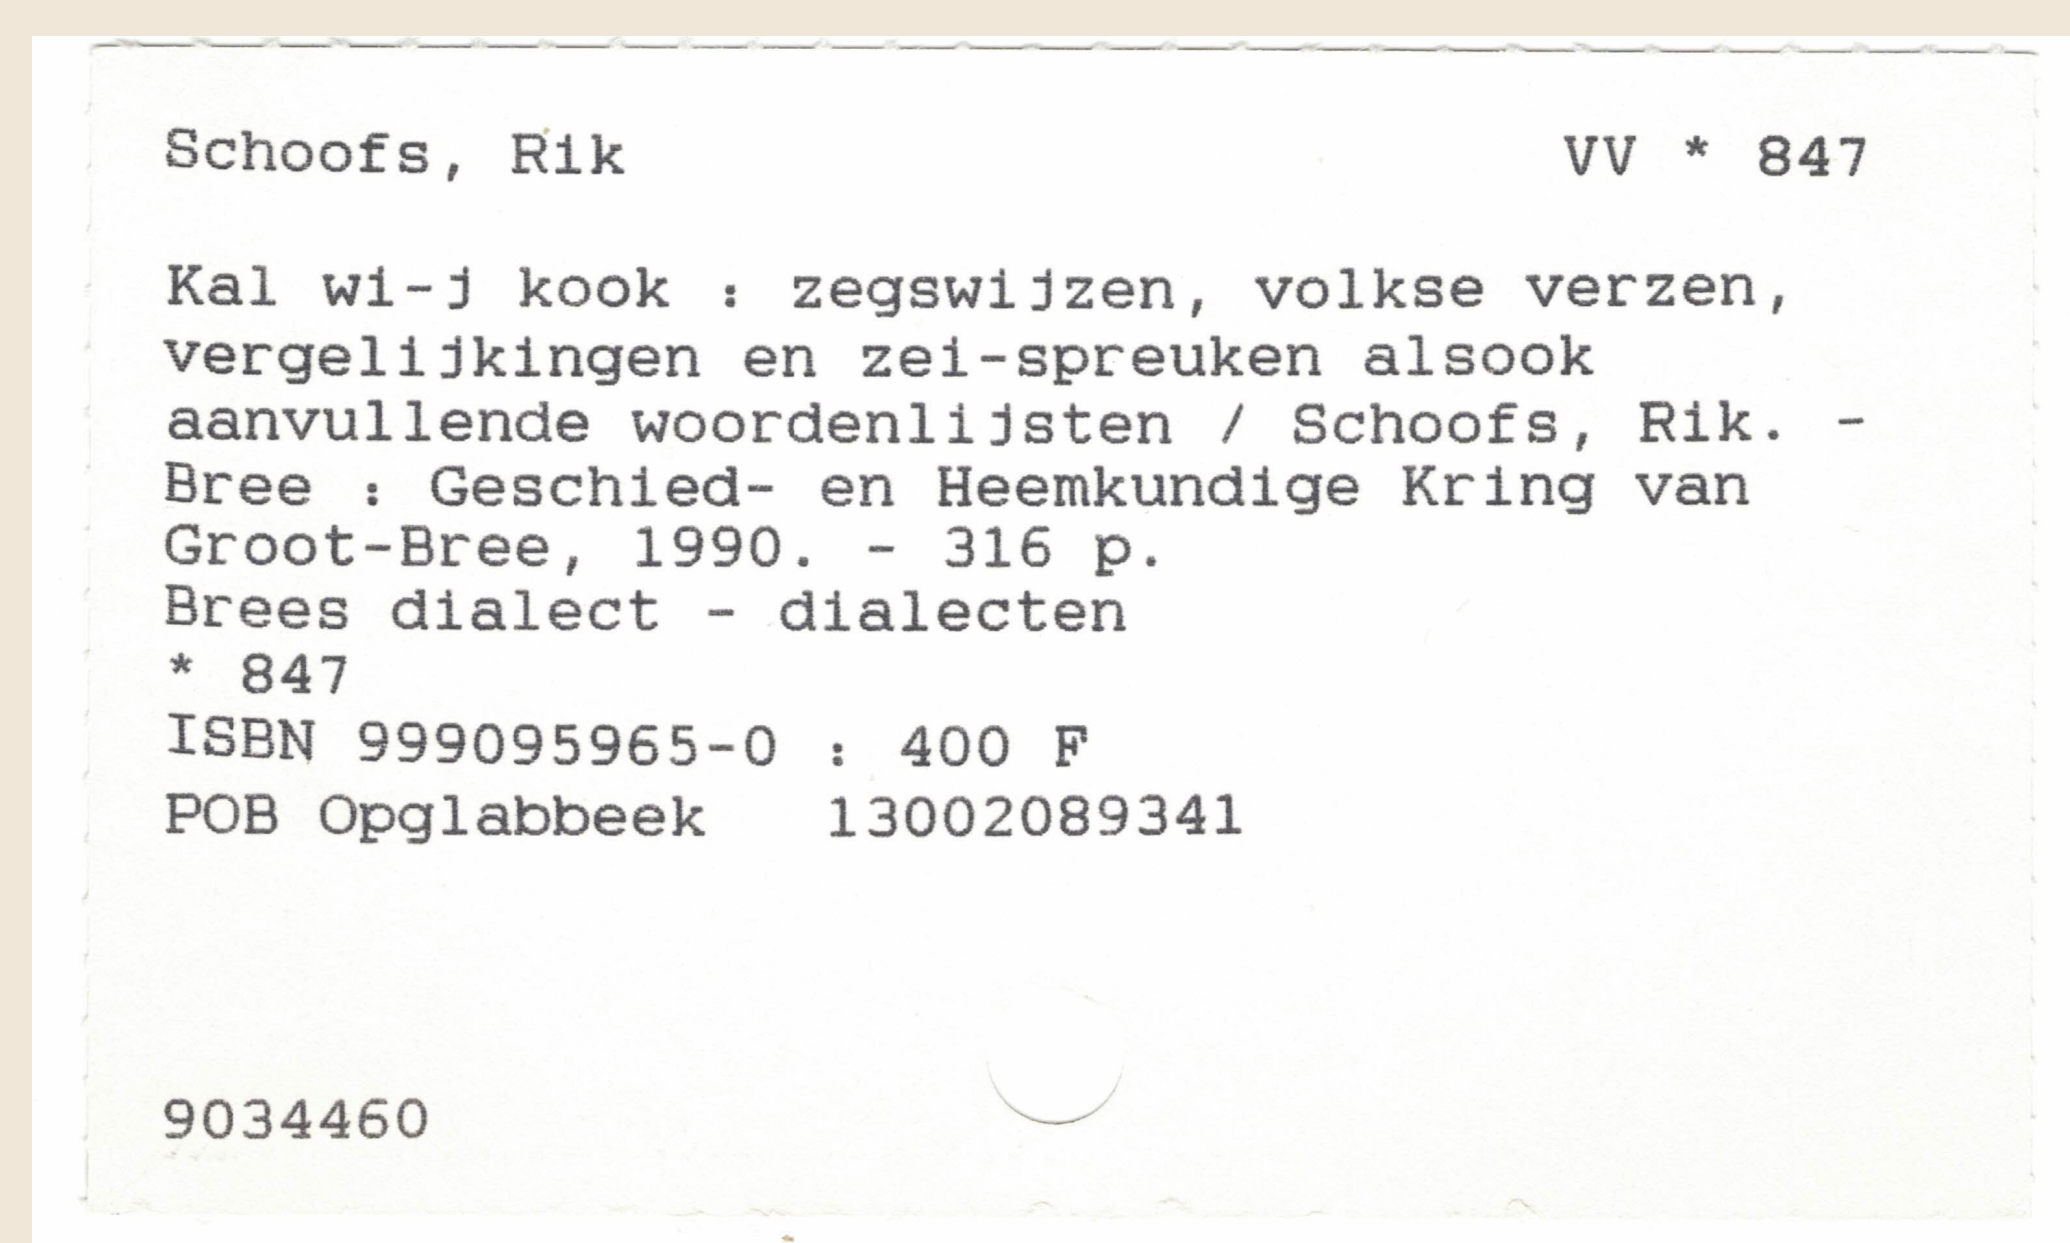 Schoofs, Rik VV * 847
Kal wi-j kook : zegswijzen, volkse verzen,
vergelijkingen en zei-spreuken alsook
aanvullende woordenlijsten / Schoofs, Rik. -
Bree : Geschied- en Heemkundige Kring van
Groot-Bree, 1990. - 316 p.
Brees dialect - dialecten
* 847
ISBN 999095965-0 : 400 F
POB Opglabbeek 13002089341
9034460